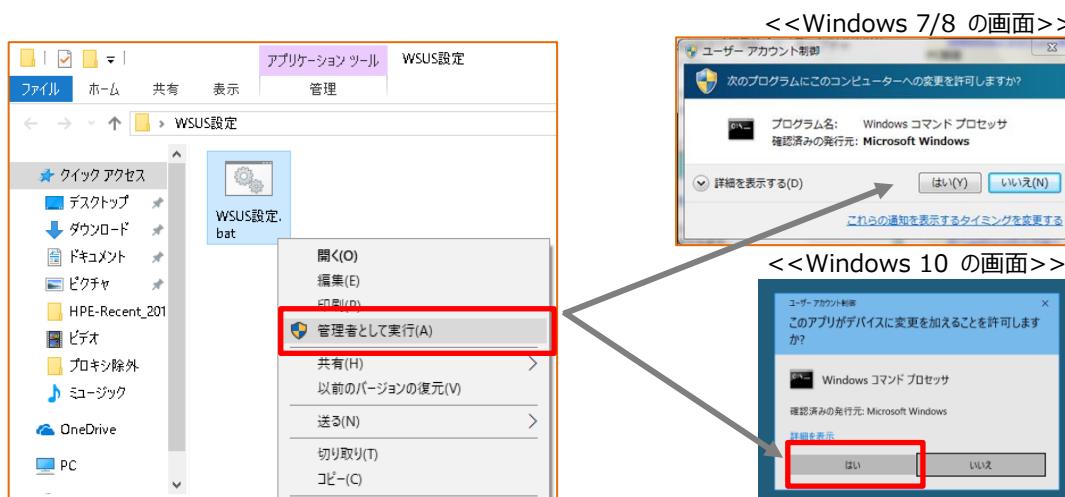 アプリケーション ツール
WSUS設定
ファイル
ホーム
共有
表示
管理
WSUS設定
クイック アクセス
デスクトップ
ダウンロード
ドキュメント
ピクチャ
HPE-Recent_201
ビデオ
プロキシ除外
ミュージック
OneDrive
PC
WSUS設定.
bat
開く(O)
編集(E)
印刷(P)
管理者として実行(A)
共有(H)
以前のバージョンの復元(V)
送る(N)
切り取り(T)
コピー(C)
<<Windows 7/8 の画面>>
ユーザー アカウント制御
次のプログラムにこのコンピューターへの変更を許可しますか?
プログラム名: Windows コマンド プロセッサ
確認済みの発行元: Microsoft Windows
詳細を表示する(D)
はい(Y)
いいえ(N)
これらの通知を表示するタイミングを変更する
<<Windows 10 の画面>>
ユーザー アカウント制御
このアプリがデバイスに変更を加えることを許可します
か?
Windows コマンド プロセッサ
確認済みの発行元: Microsoft Windows
詳細を表示
はい
いいえ